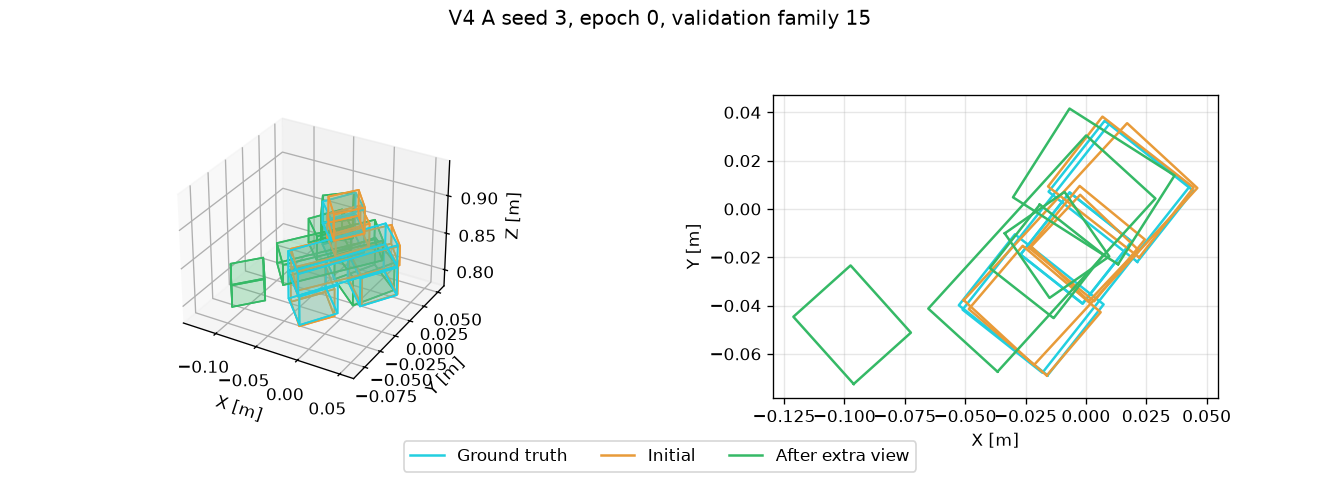 V4 A seed 3, epoch 0, validation family 15
0.90
0.85
0.80
Z [m]
0.050
0.025
0.000
−0.025
−0.050
−0.075
Y [m]
−0.10
−0.05
0.00
0.05
X [m]
0.04
0.02
0.00
−0.02
−0.04
−0.06
Y [m]
−0.125 −0.100 −0.075 −0.050 −0.025 0.000 0.025 0.050
X [m]
Ground truth Initial After extra view